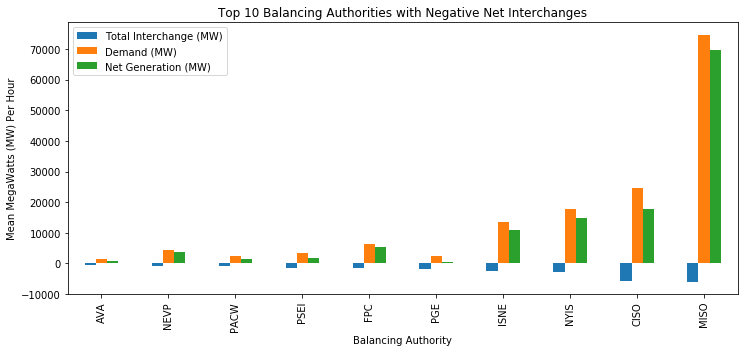 Top 10 Balancing Authorities with Negative Net Interchanges
Total Interchange (MW)
Demand (MW)
Net Generation (MW)
Mean MegaWatts (MW) Per Hour
70000
60000
50000
40000
30000
20000
10000
0
−10000
AVA
NEVP
PACW
PSEI
FPC
PGE
ISNE
NYIS
CISO
MISO
Balancing Authority